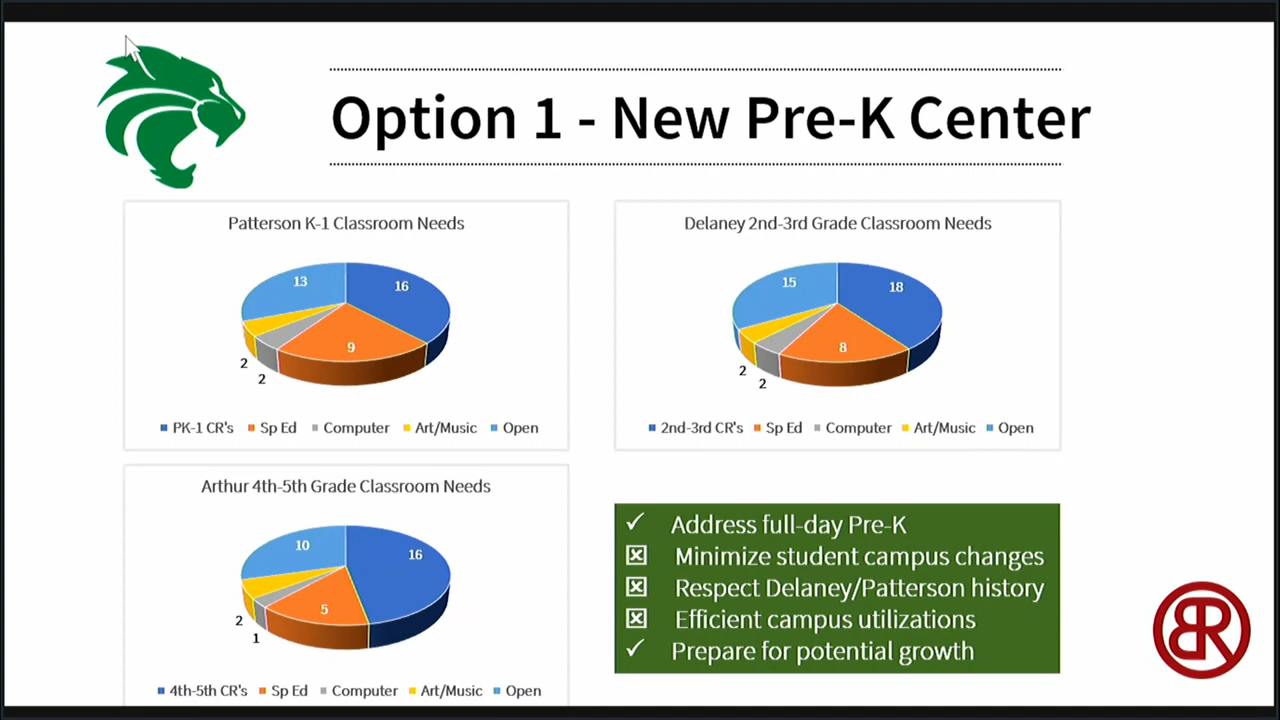 Option 1 - New Pre-K Center
Patterson K-1 Classroom Needs
13
16
9
2
2
PK-1 CR's Sp Ed Computer Art/Music Open
Delaney 2nd-3rd Grade Classroom Needs
15
18
8
2
2
2nd-3rd CR's Sp Ed Computer Art/Music Open
Arthur 4th-5th Grade Classroom Needs
10
16
5
2
1
4th-5th CR's Sp Ed Computer Art/Music Open
Address full-day Pre-K
Minimize student campus changes
Respect Delaney/Patterson history
Efficient campus utilizations
Prepare for potential growth
BR